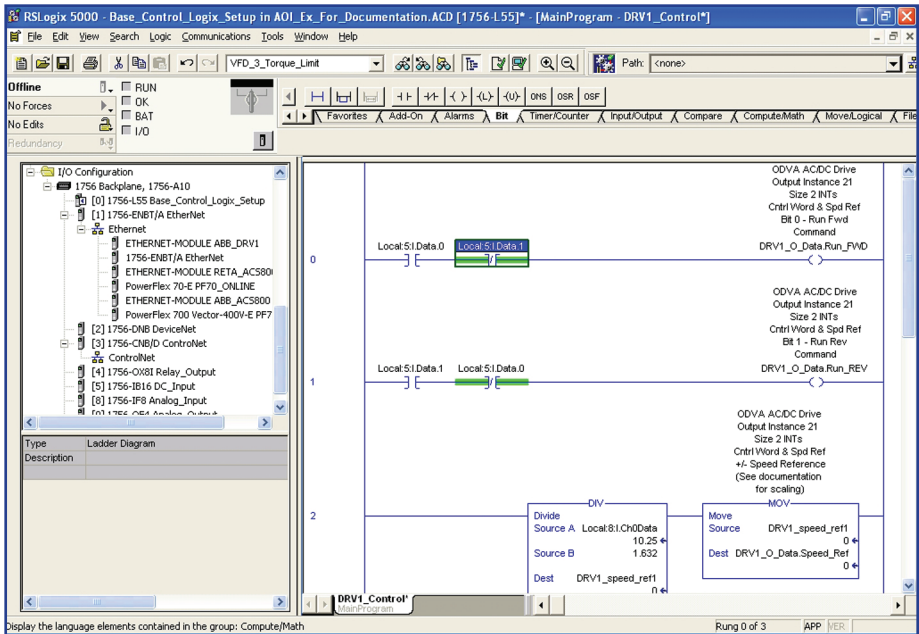 RSLogix 5000 - Base_Control_Logix_Setup in AOI_Ex_For_Documentation.ACD [1756-L55]* - [MainProgram - DRV1_Control*]
File Edit View Search Logic Communications Tools Window Help
VFD_3_Torque_Limit
Path: <none>
Offline
RUN
No Forces
OK
No Edits
BAT
I/O
Redundancy
ONS OSR OSF
Favorites Add-On Alarms Bit Timer/Counter Input/Output Compare Compute/Math Move/Logical File
I/O Configuration
1756 Backplane, 1756-A10
[0] 1756-L55 Base_Control_Logix_Setup
[1] 1756-ENBT/A EtherNet
Ethernet
ETHERNET-MODULE ABB_DRV1
1756-ENBT/A EtherNet
ETHERNET-MODULE RETA_ACS80
PowerFlex 70-E PF70_ONLINE
ETHERNET-MODULE ABB_ACS800
PowerFlex 700 Vector-400V-E PF7
[2] 1756-DNB DeviceNet
[3] 1756-CNB/D ControNet
ControlNet
[4] 1756-OX8I Relay_Output
[5] 1756-IB16 DC_Input
[8] 1756-IF8 Analog_Input
[9] 1756-OF4 Analog_Output
Type Ladder Diagram
Description
ODVA AC/DC Drive
Output Instance 21
Size 2 INTs
Cntrl Word & Spd Ref
Bit 0 - Run Fwd
Command
Local:5:I.Data.0 Local:5:I.Data.1 DRV1_O_Data.Run_FWD
0
ODVA AC/DC Drive
Output Instance 21
Size 2 INTs
Cntrl Word & Spd Ref
Bit 1 - Run Rev
Command
Local:5:I.Data.1 Local:5:I.Data.0 DRV1_O_Data.Run_REV
1
ODVA AC/DC Drive
Output Instance 21
Size 2 INTs
Cntrl Word & Spd Ref
+/- Speed Reference
(See documentation
for scaling)
2
DIV
Divide
Source A Local:8:I.Ch0Data
10.25
Source B 1.632
Dest DRV1_speed_ref1
0
MOV
Move
Source DRV1_speed_ref1
0
Dest DRV1_O_Data.Speed_Ref
0
DRV1_Control*
MainProgram
Display the language elements contained in the group: Compute/Math
Rung 0 of 3 APP VER